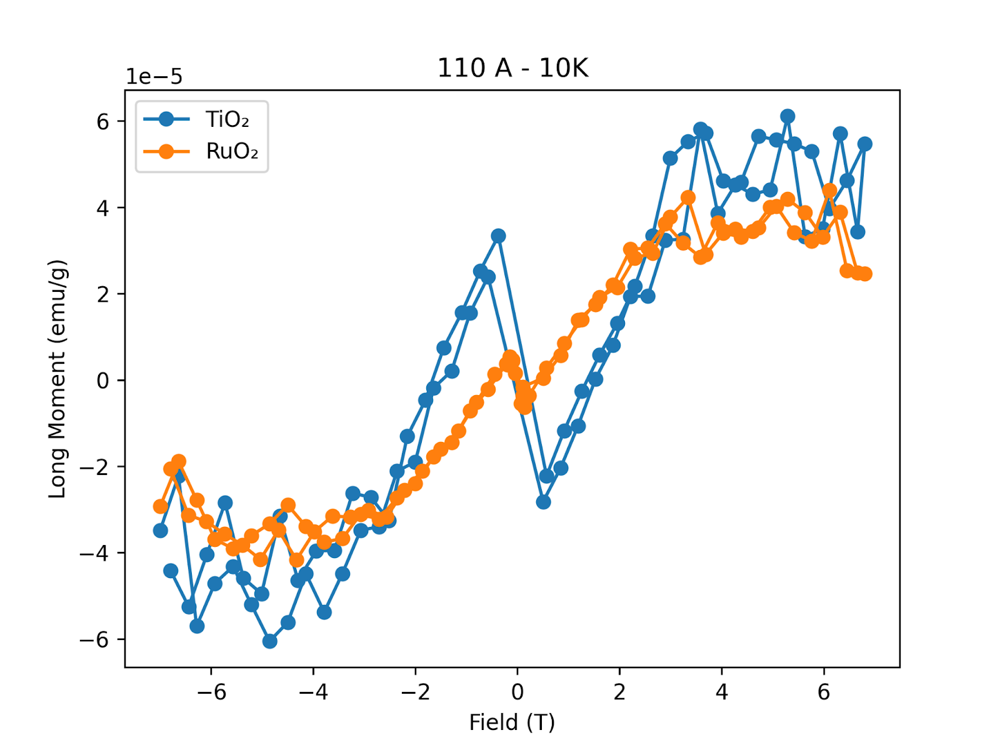 110 A - 10K
1e−5
TiO₂
RuO₂
6
4
2
0
−2
−4
−6
Long Moment (emu/g)
−6 −4 −2 0 2 4 6
Field (T)